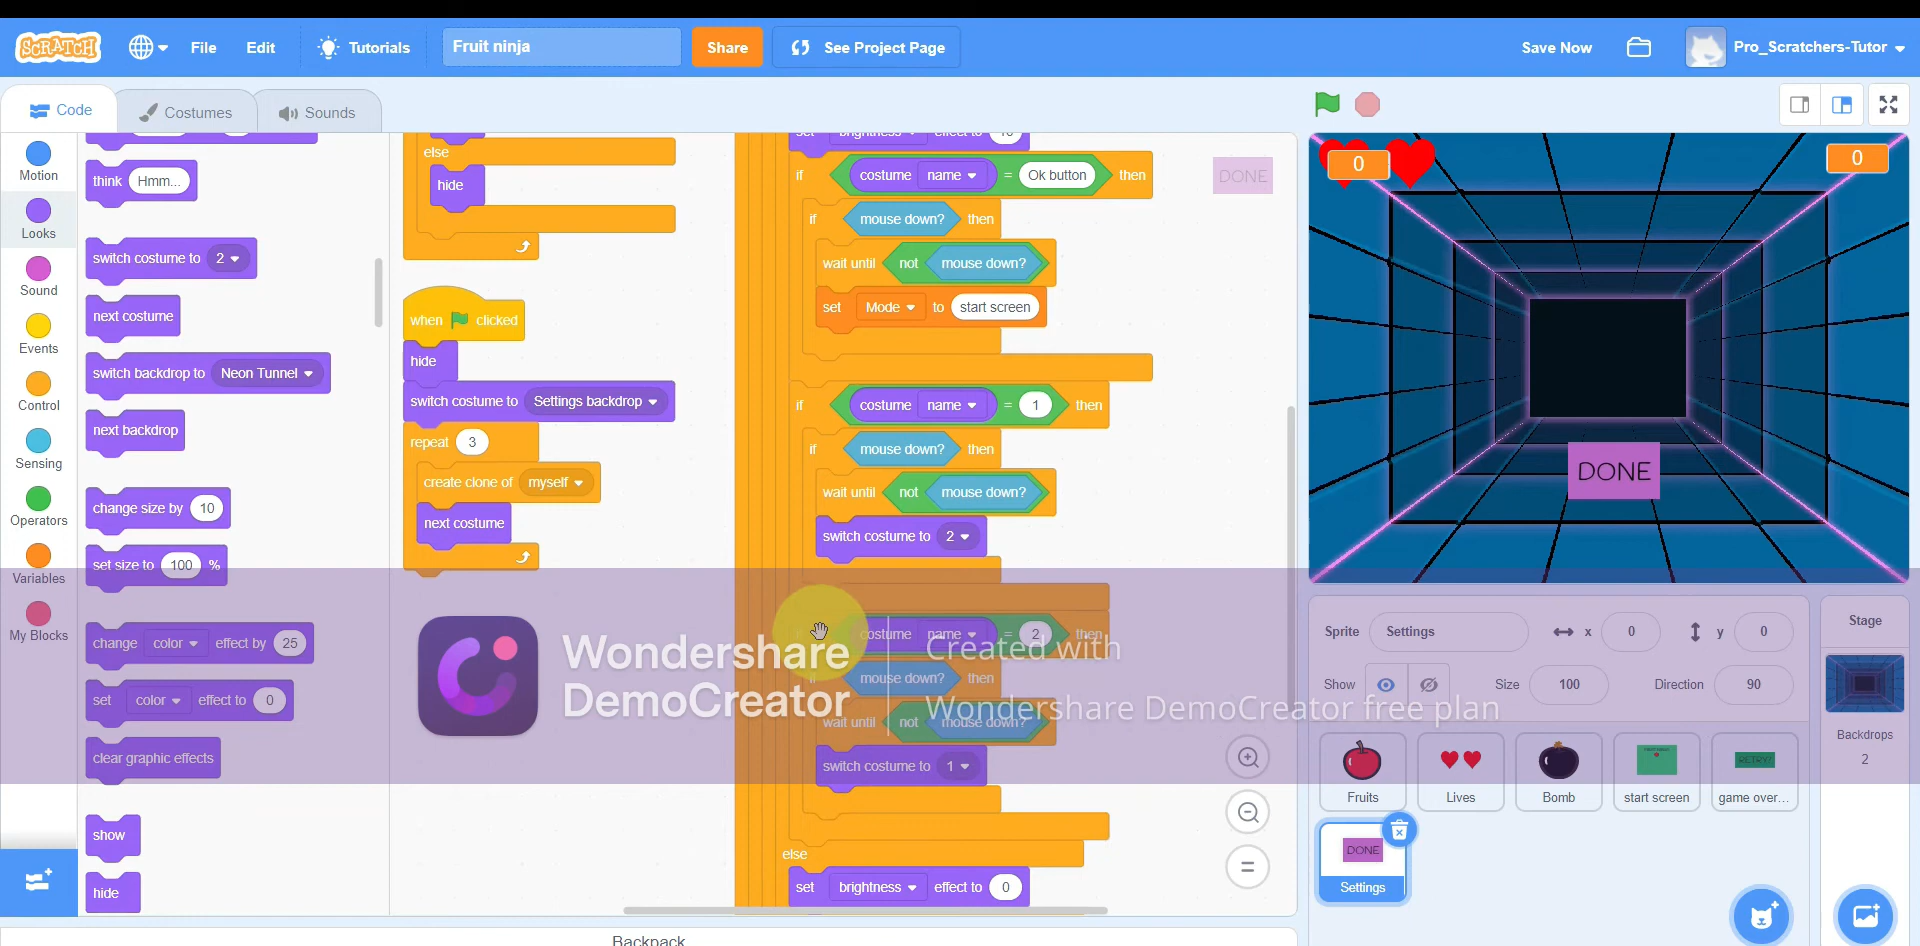 SCRATCH File Edit Tutorials Fruit ninja Share See Project Page Save Now Pro_Scratchers-Tutor
Code Costumes Sounds
Motion
Looks
Sound
Events
Control
Sensing
Operators
Variables
My Blocks
think Hmm...
switch costume to 2
next costume
switch backdrop to Neon Tunnel
next backdrop
change size by 10
set size to 100 %
change color effect by 25
set color effect to 0
clear graphic effects
show
hide
else
hide
when clicked
hide
switch costume to Settings backdrop
repeat 3
create clone of myself
next costume
set brightness effect to 10
if costume name = Ok button then
if mouse down? then
wait until not mouse down?
set Mode to start screen
if costume name = 1 then
if mouse down? then
wait until not mouse down?
switch costume to 2
costume name = 2 then
if mouse down? then
wait until not mouse down?
switch costume to 1
else
set brightness effect to 0
DONE
Wondershare
DemoCreator
Created with
Wondershare DemoCreator free plan
0 0
DONE
Sprite Settings x 0 y 0
Show Size 100 Direction 90
Fruits
Lives
Bomb
start screen
RETRY?
game over...
DONE
Settings
Stage
Backdrops
2
Backpack